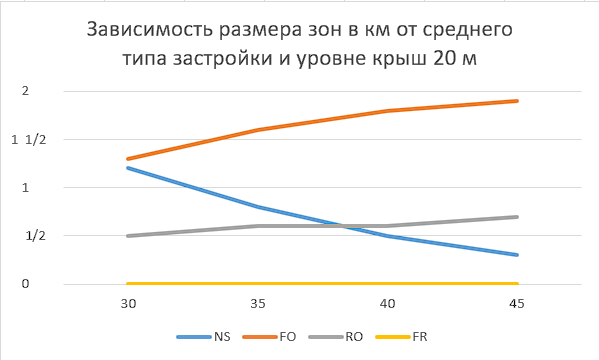 Зависимость размера зон в км от среднего
типа застройки и уровне крыш 20 м
2
1 1/2
1
1/2
0
30 35 40 45
NS FO RO FR